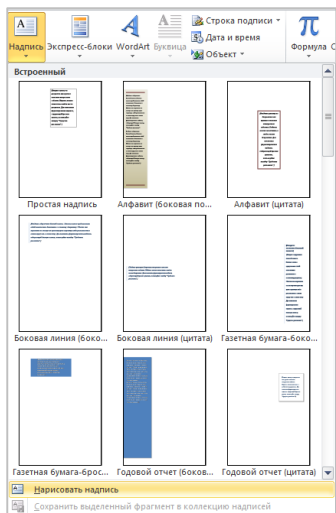 Строка подписи
Дата и время
Объект
Надпись Экспресс-блоки WordArt Буквица Формула
Встроенный
Простая надпись Алфавит (боковая по... Алфавит (цитата)
Боковая линия (боко... Боковая линия (цитата) Газетная бумага-боко...
Газетная бумага-брос... Годовой отчет (боков... Годовой отчет (цитата)
Нарисовать надпись
Сохранить выделенный фрагмент в коллекцию надписей